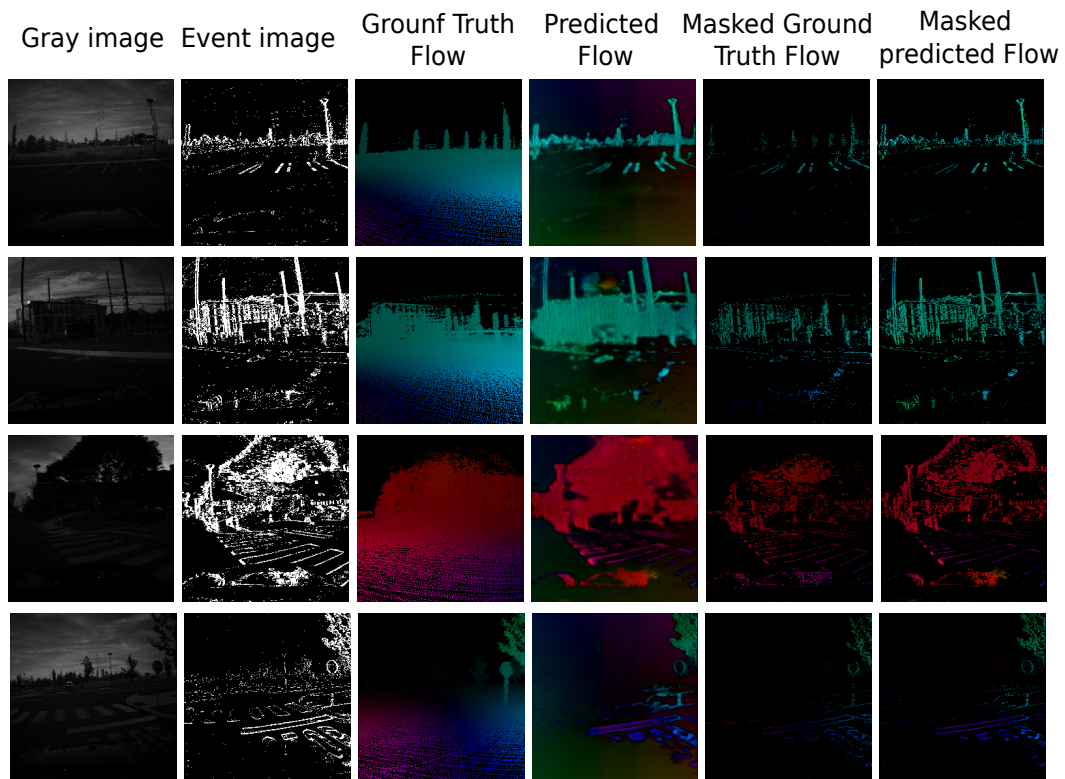 Gray image
Event image
Grounf Truth
Flow
Predicted
Flow
Masked Ground
Truth Flow
Masked
predicted Flow